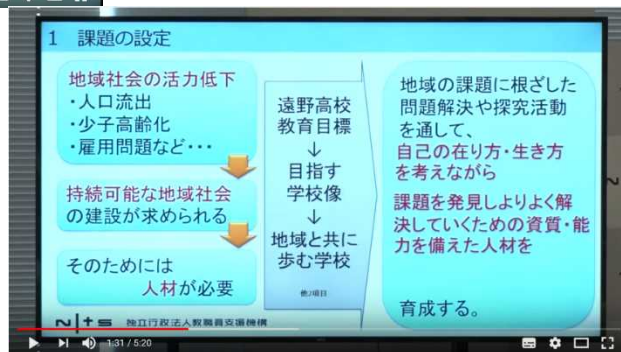 1 課題の設定
地域社会の活力低下
・人口流出
・少子高齢化
・雇用問題など・・・
持続可能な地域社会
の建設が求められる
そのためには
人材が必要
遠野高校
教育目標
↓
目指す
学校像
↓
地域と共に
歩む学校
他2項目
地域の課題に根ざした
問題解決や探究活動
を通して、
自己の在り方・生き方
を考えながら
課題を発見しよりよく解
決していくための資質・能
力を備えた人材を
育成する。
NITS 独立行政法人教職員支援機構
1:31 / 5:20